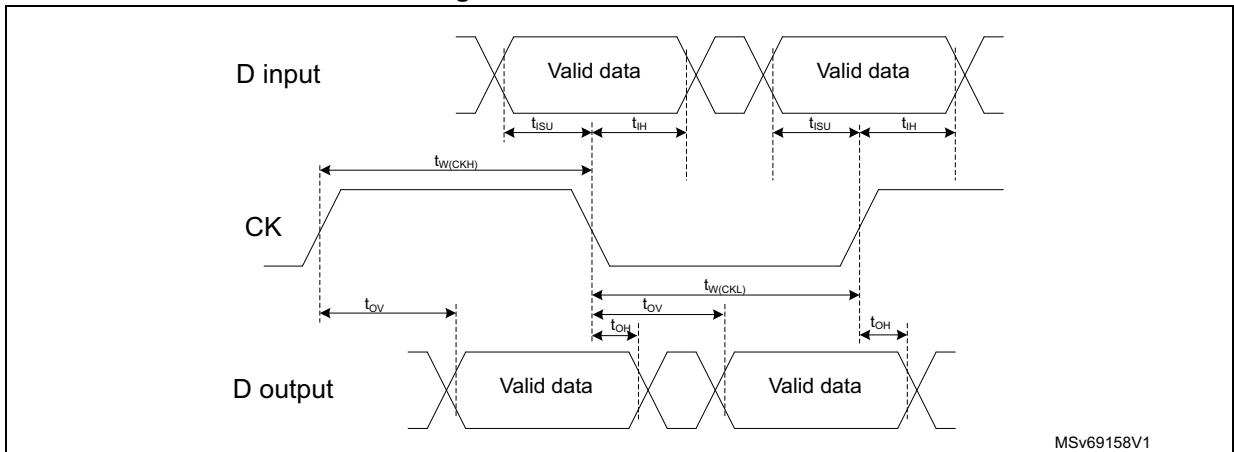 D input
Valid data
Valid data
tISU
tIH
tISU
tIH
tW(CKH)
CK
tW(CKL)
tOV
tOV
tOH
tOH
D output
Valid data
Valid data
MSv69158V1